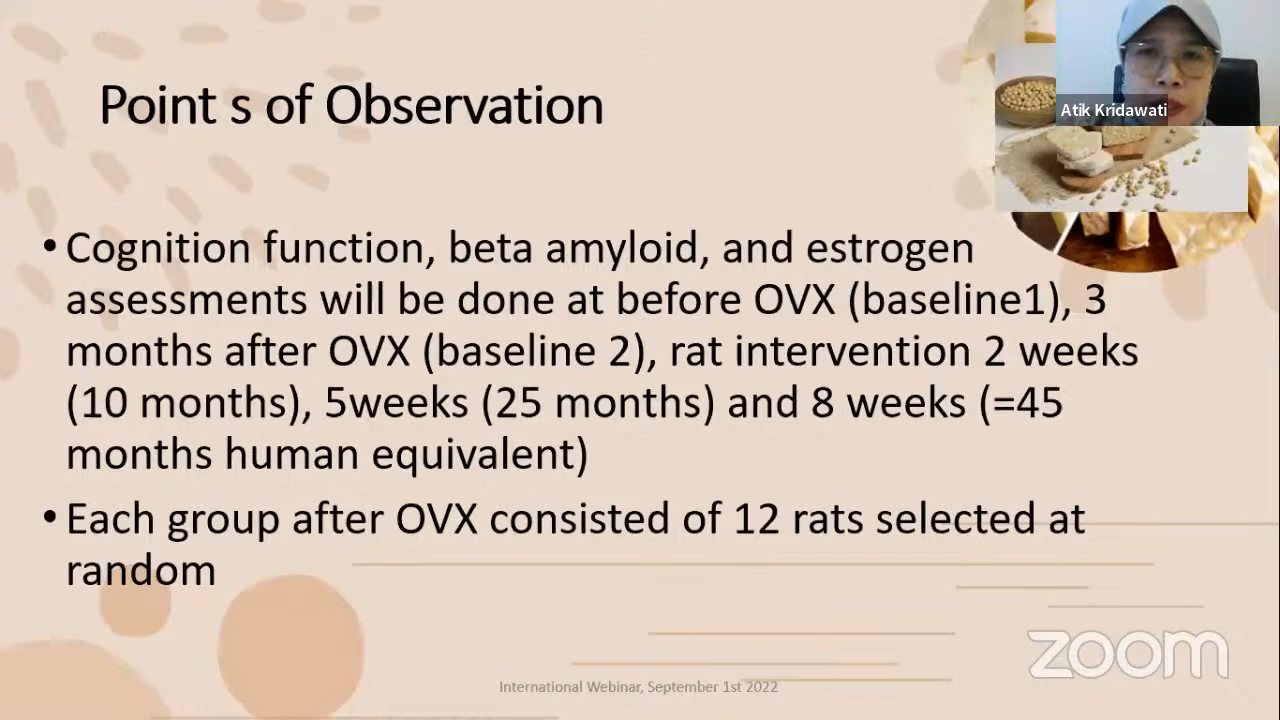 Point s of Observation
Atik Kridawati
• Cognition function, beta amyloid, and estrogen
assessments will be done at before OVX (baseline1), 3
months after OVX (baseline 2), rat intervention 2 weeks
(10 months), 5weeks (25 months) and 8 weeks (=45
months human equivalent)
• Each group after OVX consisted of 12 rats selected at
random
zoom
International Webinar, September 1st 2022